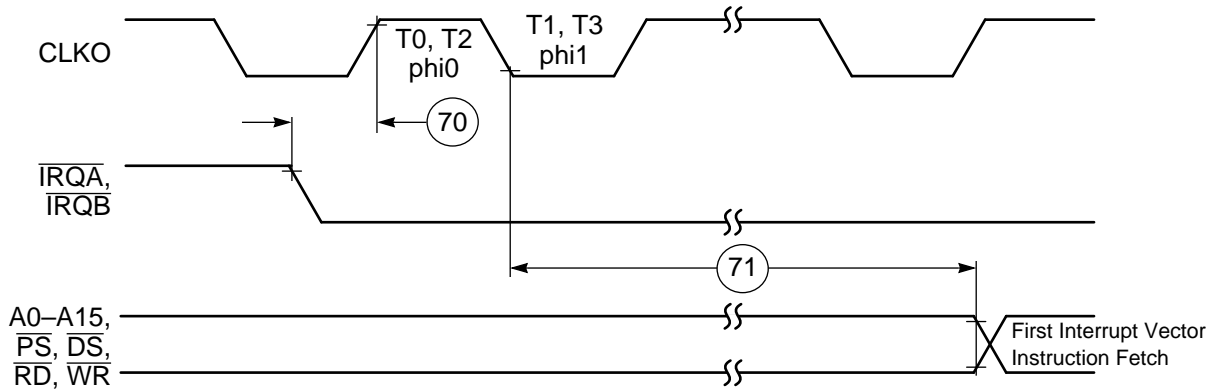 CLKO
T0, T2
phi0
T1, T3
phi1
70
IRQA,
IRQB
71
A0–A15,
PS, DS,
RD, WR
First Interrupt Vector
Instruction Fetch